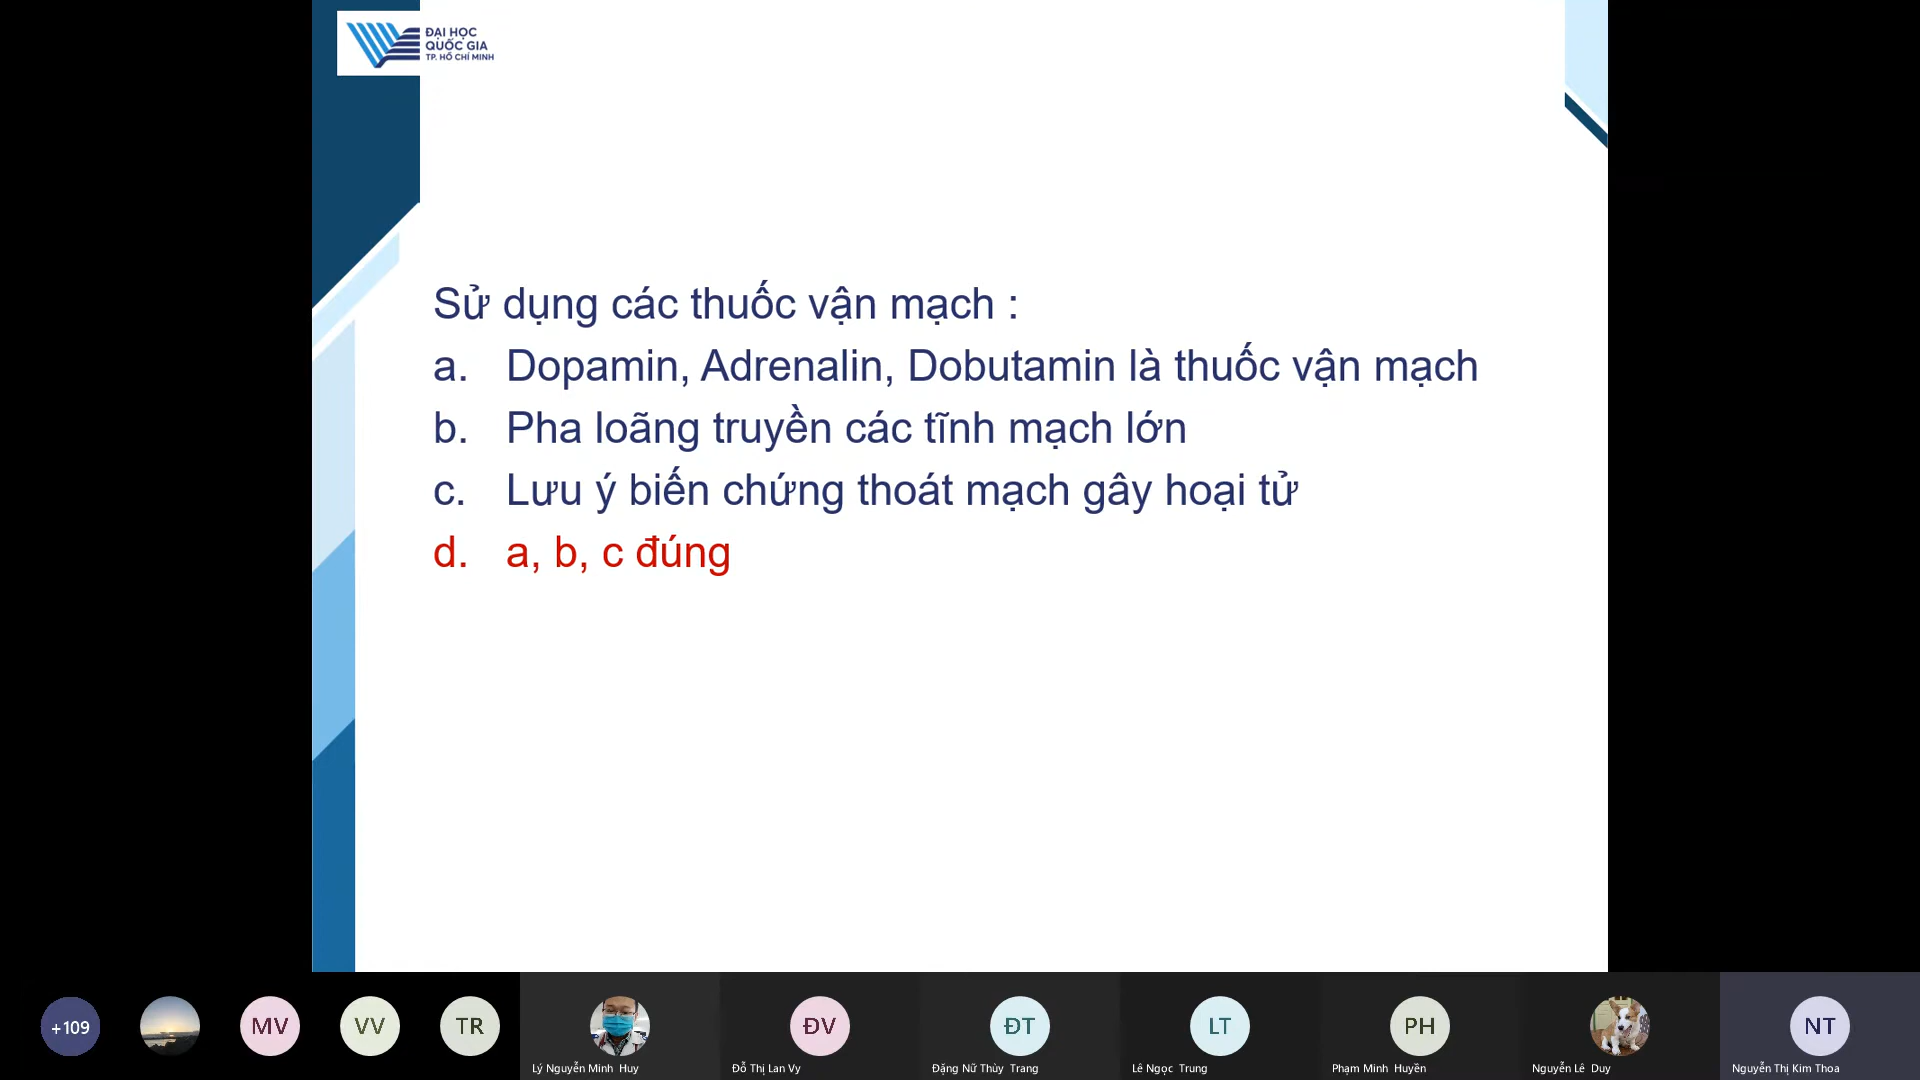 ĐẠI HỌC
QUỐC GIA
TP. HỒ CHÍ MINH
Sử dụng các thuốc vận mạch :
a. Dopamin, Adrenalin, Dobutamin là thuốc vận mạch
b. Pha loãng truyền các tĩnh mạch lớn
c. Lưu ý biến chứng thoát mạch gây hoại tử
d. a, b, c đúng
+109
MV
VV
TR
ĐV
ĐT
LT
PH
NT
Lý Nguyễn Minh Huy
Đỗ Thị Lan Vy
Đặng Nữ Thùy Trang
Lê Ngọc Trung
Phạm Minh Huyền
Nguyễn Lê Duy
Nguyễn Thị Kim Thoa